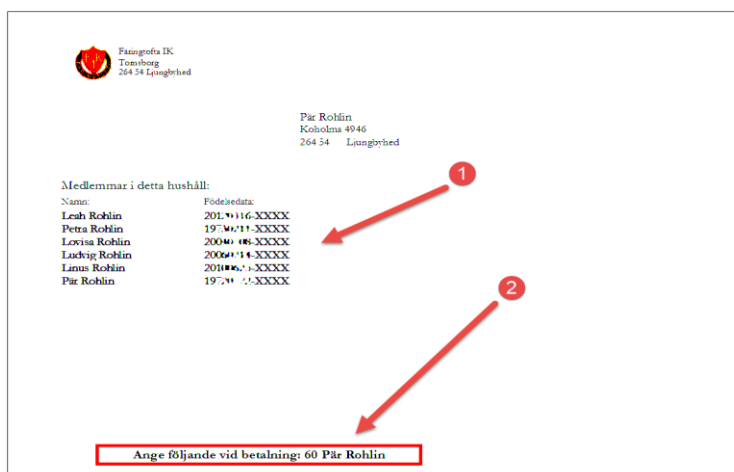 Färingtofta IK
Tomsborg
264 54 Ljungbyhed
Pär Rohlin
Koholma 4946
264 54 Ljungbyhed
1
Medlemmar i detta hushåll:
Namn: Födelsedata:
Leah Rohlin
Petra Rohlin
Lovisa Rohlin
Ludvig Rohlin
Linus Rohlin
Pär Rohlin
2
Ange följande vid betalning: 60 Pär Rohlin